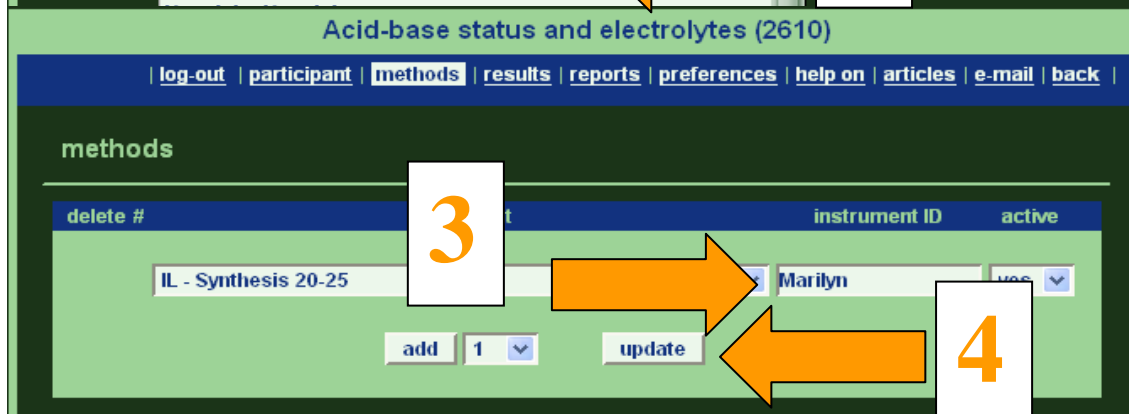 Acid-base status and electrolytes (2610)
| log-out | participant | methods | results | reports | preferences | help on | articles | e-mail | back |
methods
delete # instrument ID active
3
IL - Synthesis 20-25 Marilyn yes
add 1 update
4